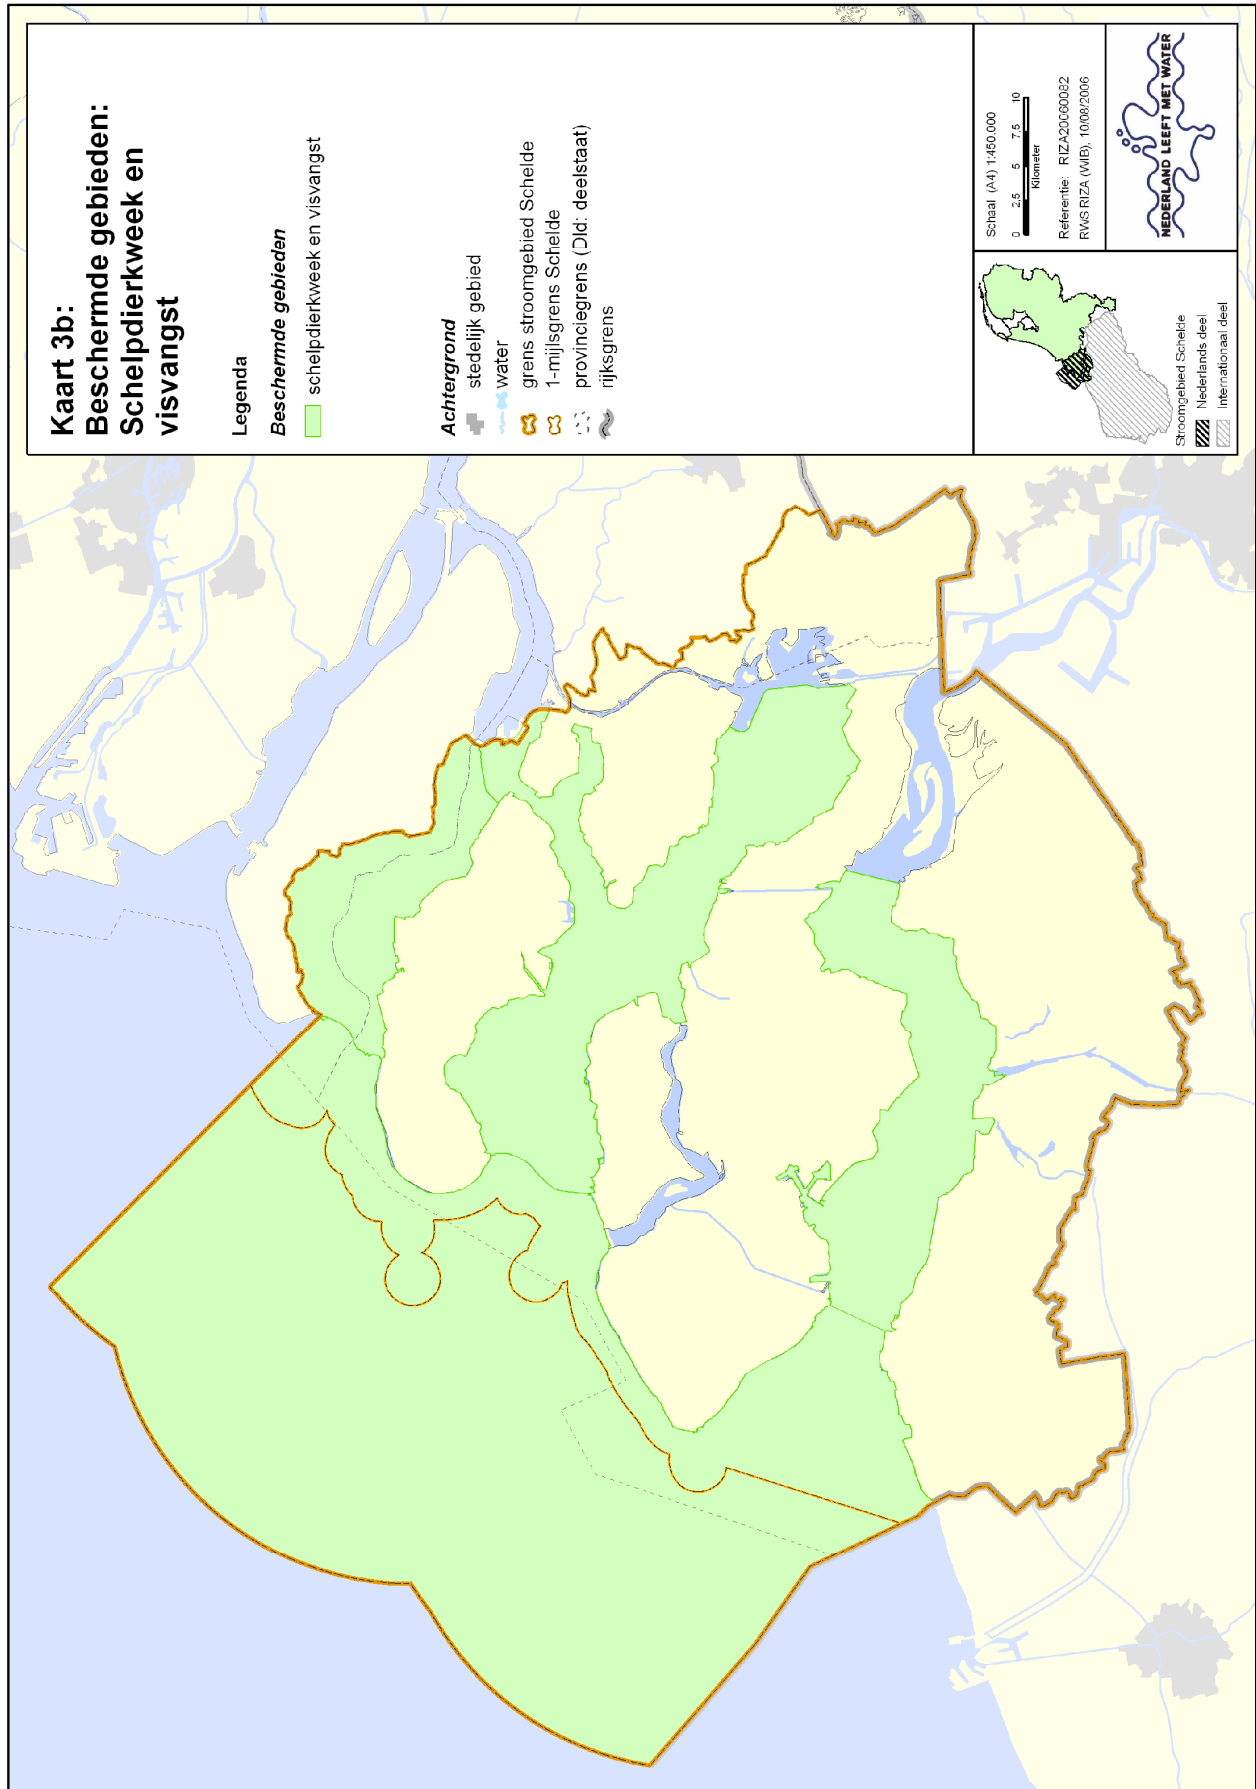 Kaart 3b:
Beschermde gebieden:
Schelpdierkweek en
visvangst
Legenda
Beschermde gebieden
schelpdierkweek en visvangst
Achtergrond
stedelijk gebied
water
grens stroomgebied Schelde
1-mijlsgrens Schelde
provinciegrens (Dld: deelstaat)
rijksgrens
Stroomgebied Schelde
Nederlands deel
Internationaal deel
Schaal (A4) 1:450.000
0 2.5 5 7.5 10
Kilometer
Referentie: RIZA20060082
RWS RIZA (WIB), 10/08/2006
NEDERLAND LEEFT MET WATER